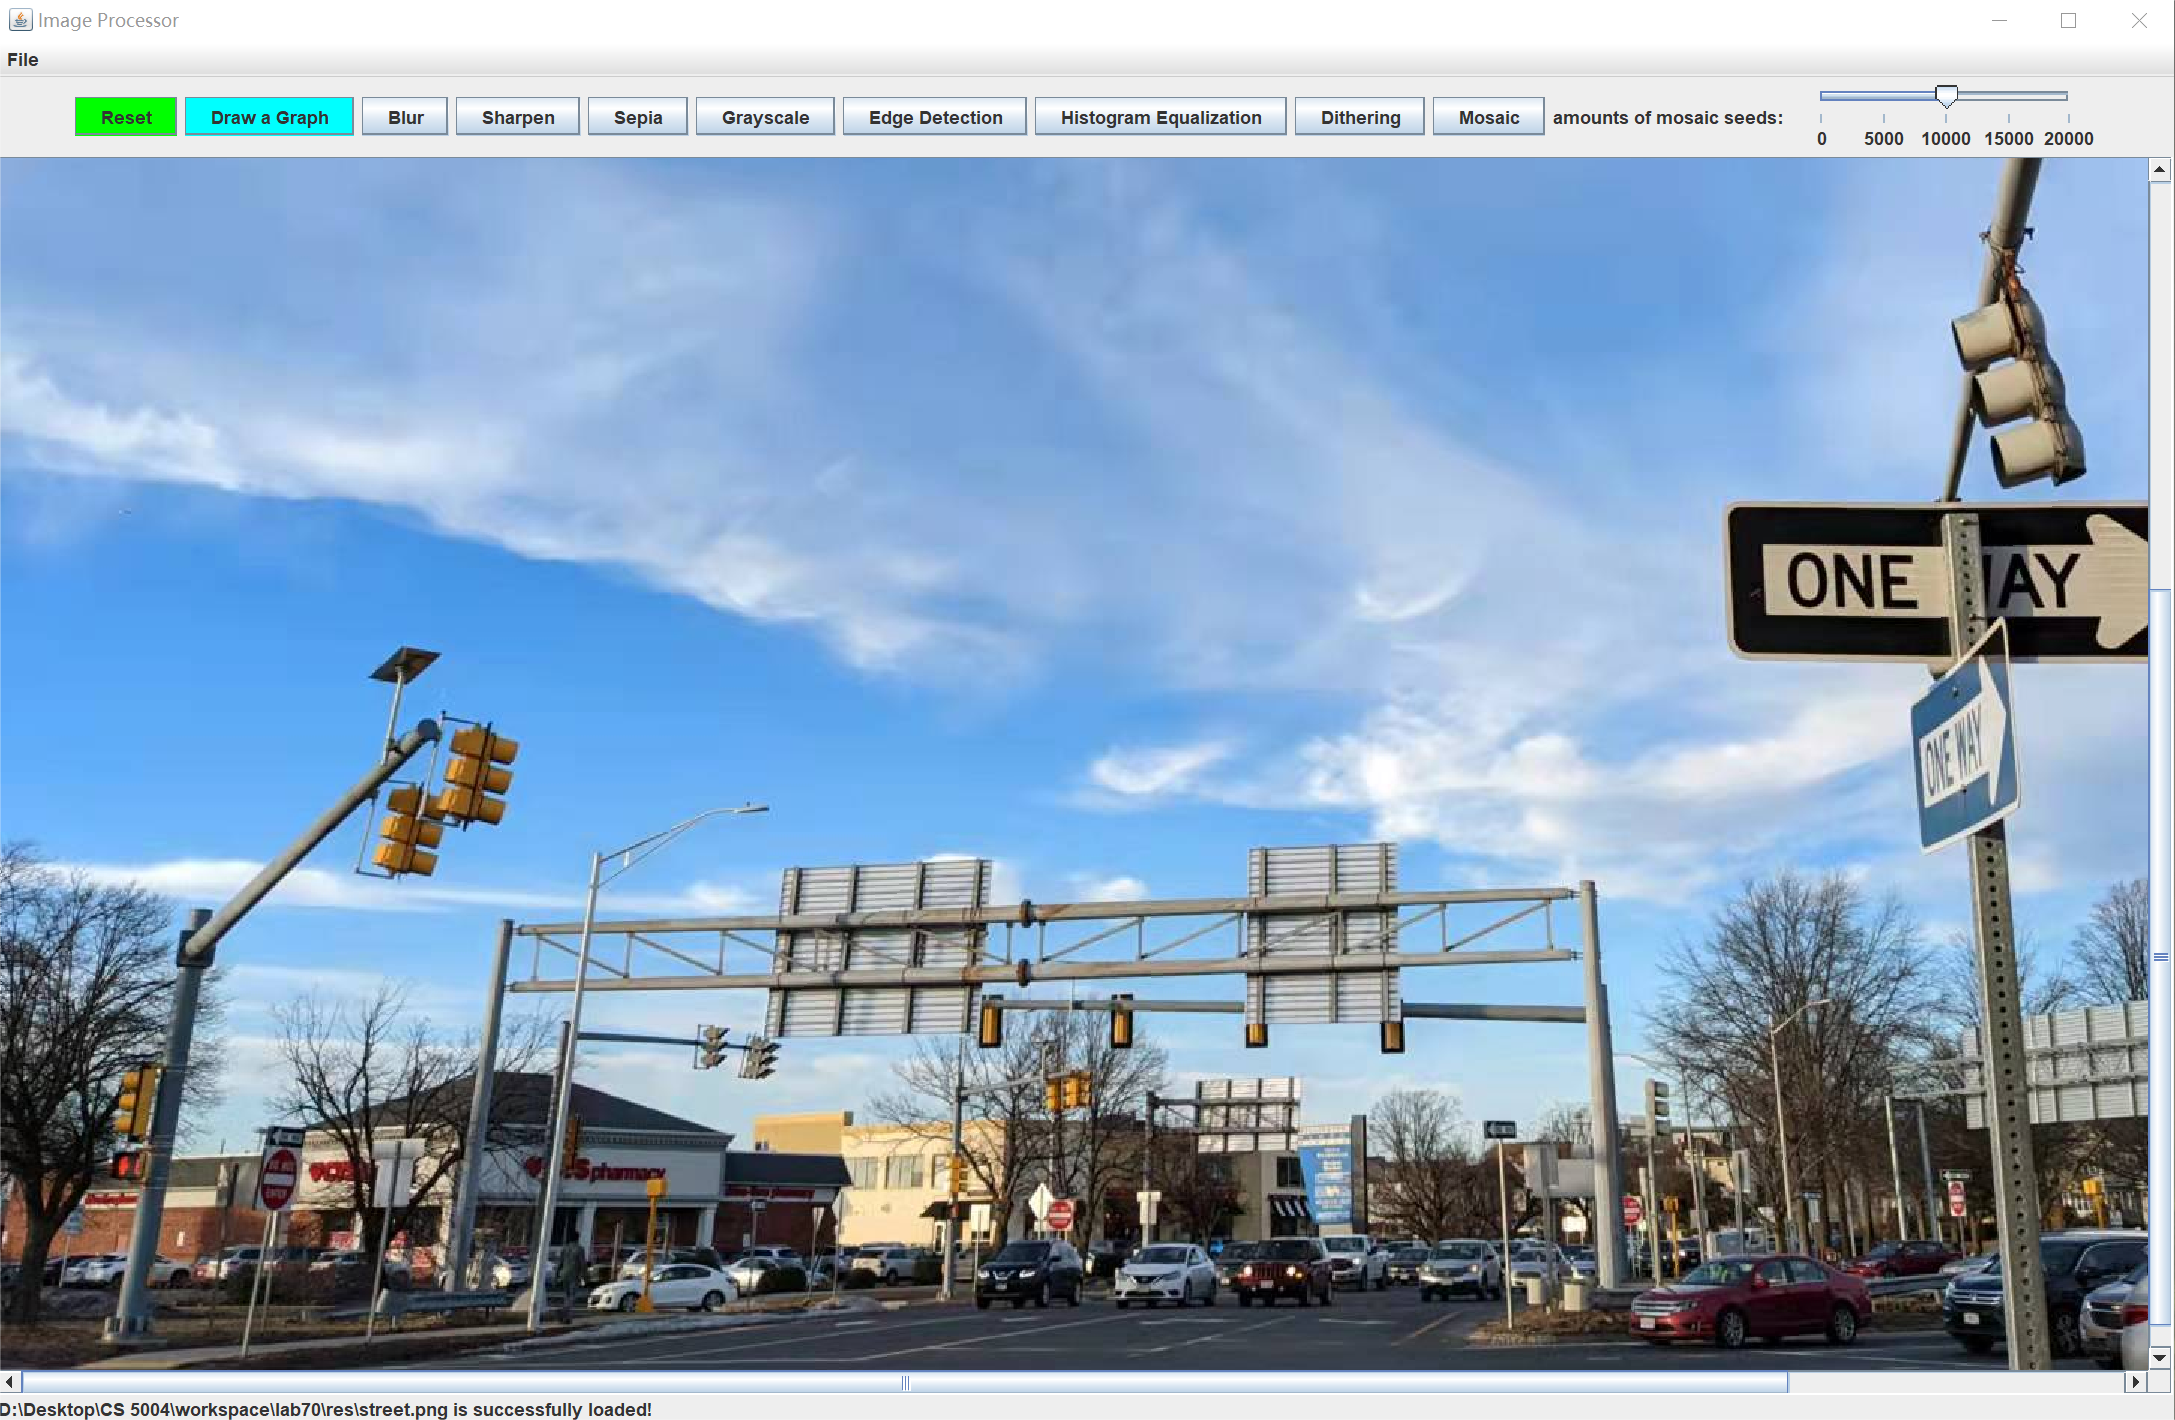 Image Processor
File
Reset Draw a Graph Blur Sharpen Sepia Grayscale Edge Detection Histogram Equalization Dithering Mosaic amounts of mosaic seeds:
0 5000 10000 15000 20000
ONE AY
ONE WAY
pharmacy
D:\Desktop\CS 5004\workspace\lab70\res\street.png is successfully loaded!